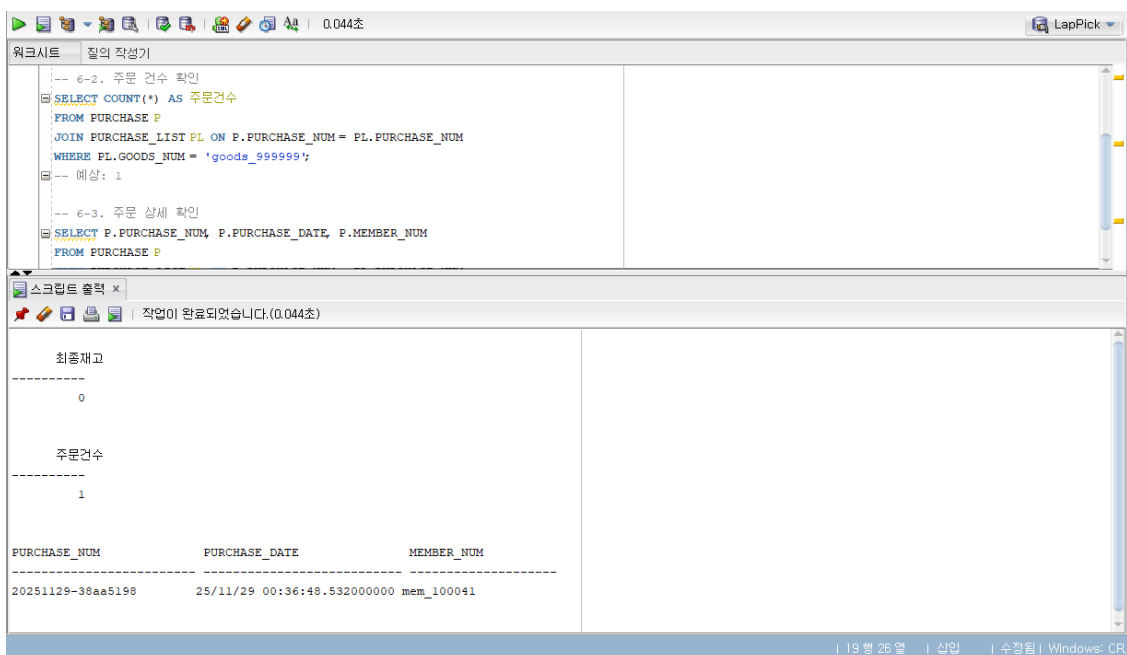 0.044초
LapPick
워크시트 질의 작성기
-- 6-2. 주문 건수 확인
SELECT COUNT(*) AS 주문건수
FROM PURCHASE P
JOIN PURCHASE_LIST PL ON P.PURCHASE_NUM = PL.PURCHASE_NUM
WHERE PL.GOODS_NUM = 'goods_999999';
-- 예상: 1
-- 6-3. 주문 상세 확인
SELECT P.PURCHASE_NUM, P.PURCHASE_DATE, P.MEMBER_NUM
FROM PURCHASE P
스크립트 출력 ×
작업이 완료되었습니다.(0.044초)
최종재고
----------
0
주문건수
----------
1
PURCHASE_NUM PURCHASE_DATE MEMBER_NUM
------------------------- --------------------------- --------------------
20251129-38aa5198 25/11/29 00:36:48.532000000 mem_100041
| 19 행 26 열 | 삽입 | 수정됨 | Windows: CR